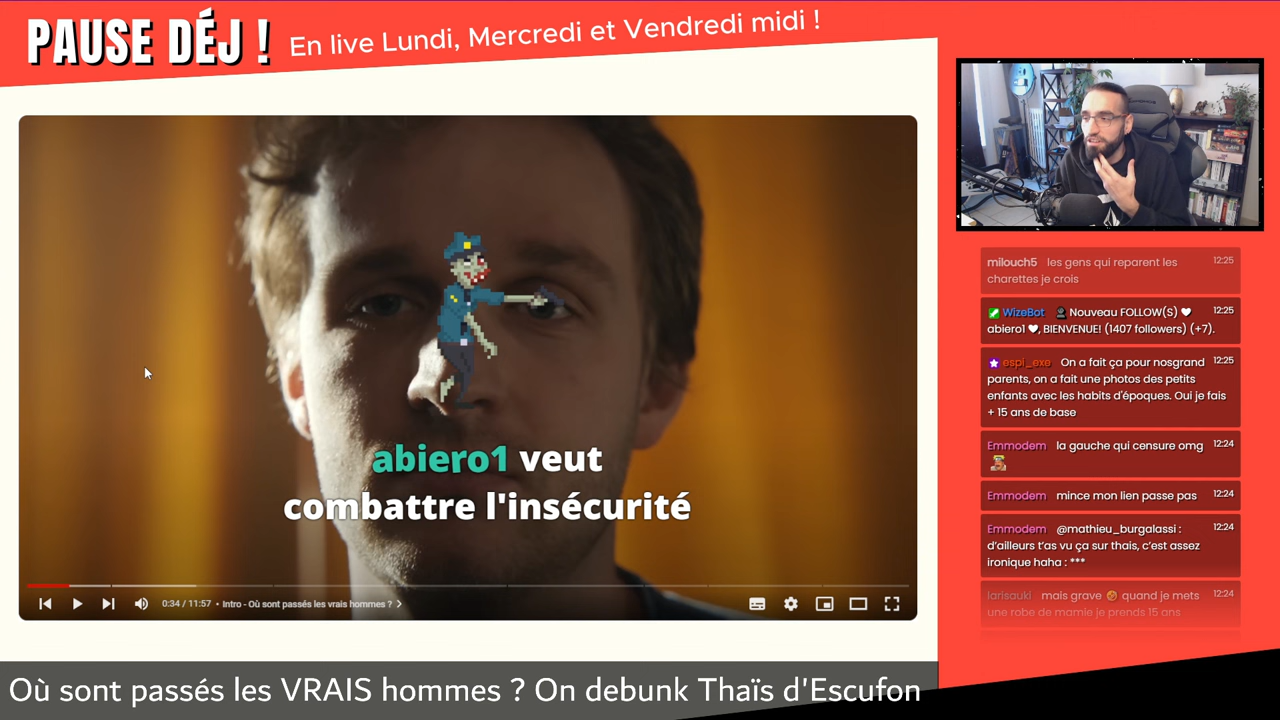 PAUSE DÉJ !
En live Lundi, Mercredi et Vendredi midi !
milouch5 les gens qui reparent les 12:25
charettes je crois
WizeBot Nouveau FOLLOW(S) 12:25
abiero1 , BIENVENUE! (1407 followers) (+7).
espi_exe On a fait ça pour nosgrand 12:25
parents, on a fait une photos des petits
enfants avec les habits d'époques. Oui je fais
+ 15 ans de base
Emmodem la gauche qui censure omg 12:24
Emmodem mince mon lien passe pas 12:24
Emmodem @mathieu_burgalassi : 12:24
d'ailleurs t'as vu ça sur thais, c'est assez
ironique haha : ***
larisauki mais grave 🤣 quand je mets 12:24
une robe de mamie je prends 15 ans
abiero1 veut
combattre l'insécurité
0:34 / 11:57 • Intro - Où sont passés les vrais hommes ?
Où sont passés les VRAIS hommes ? On debunk Thaïs d'Escufon